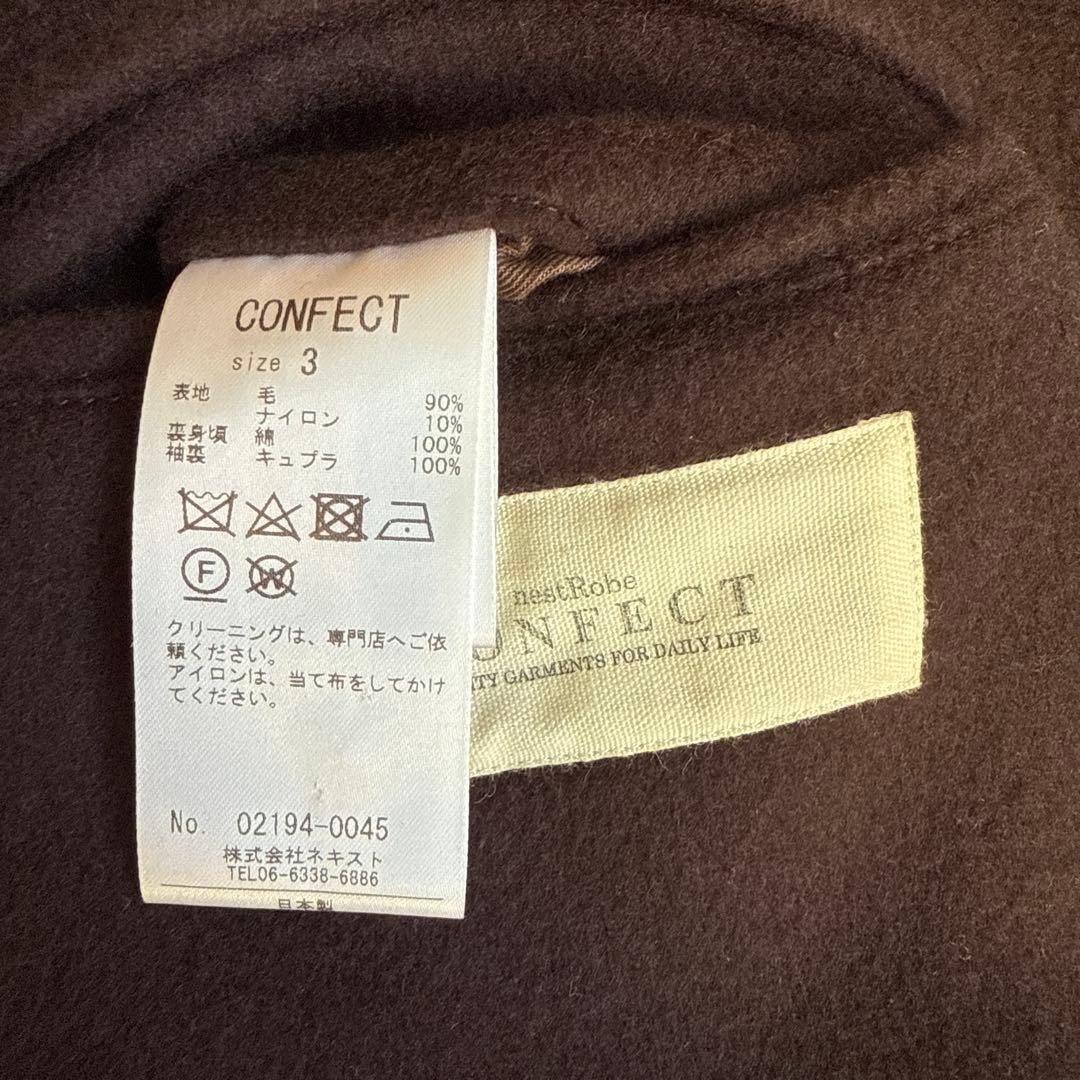 CONFECT
size 3
表地 毛 90%
ナイロン 10%
裏身頃 綿 100%
袖裏 キュプラ 100%
F
W
クリーニングは、専門店へご依
頼ください。
アイロンは、当て布をしてかけ
てください。
No. 02194-0045
株式会社ネキスト
TEL06-6338-6886
日本製
nestRobe
ONFECT
GARMENTS FOR DAILY LIFE